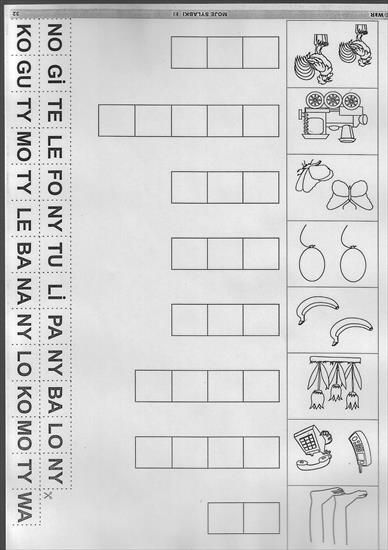 MOJE SYLABKI
NO Gİ TE LE FO NY TU Lİ PA NY BA LO NY x
KO GU TY MO TY LE BA NA NY LO KO MO TY WA